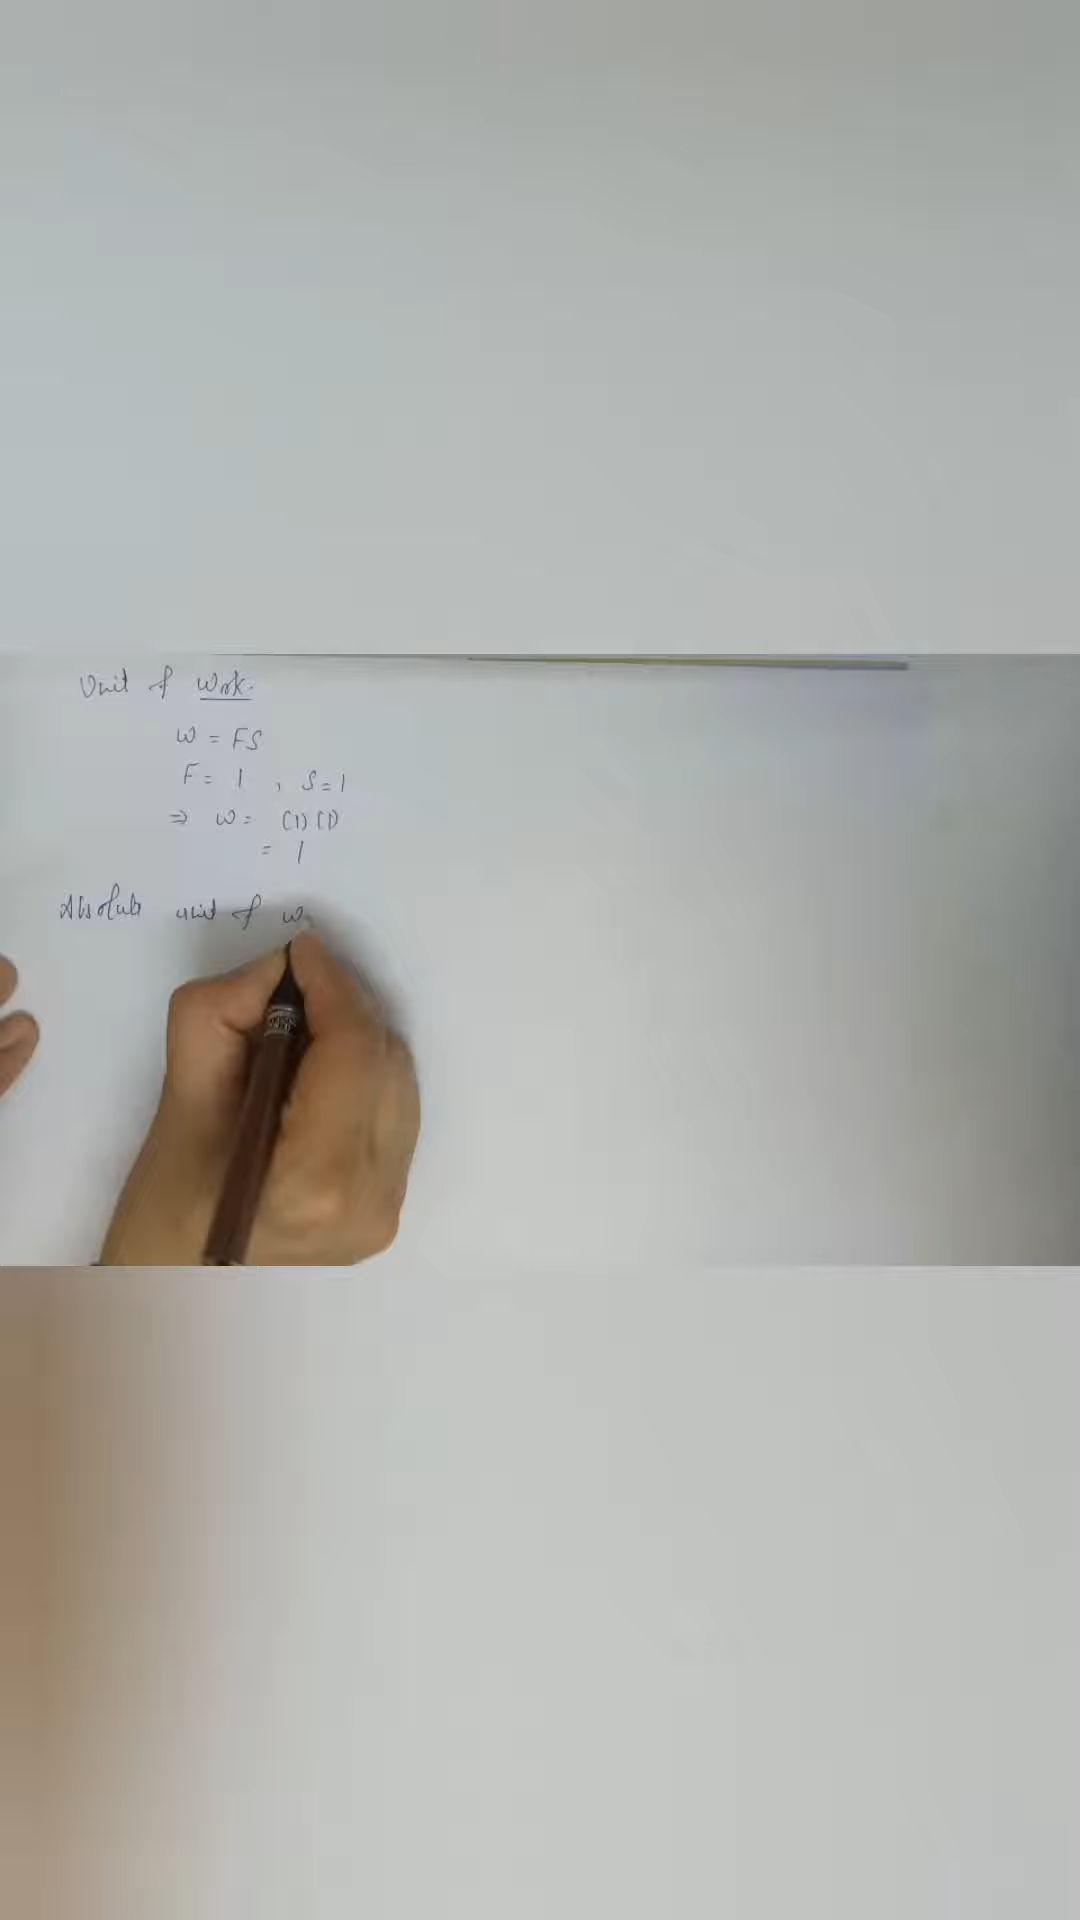 Unit of Work.
W = FS
F = 1 , S = 1
⇒ W = (1) (1)
= 1
Absolute unit of w